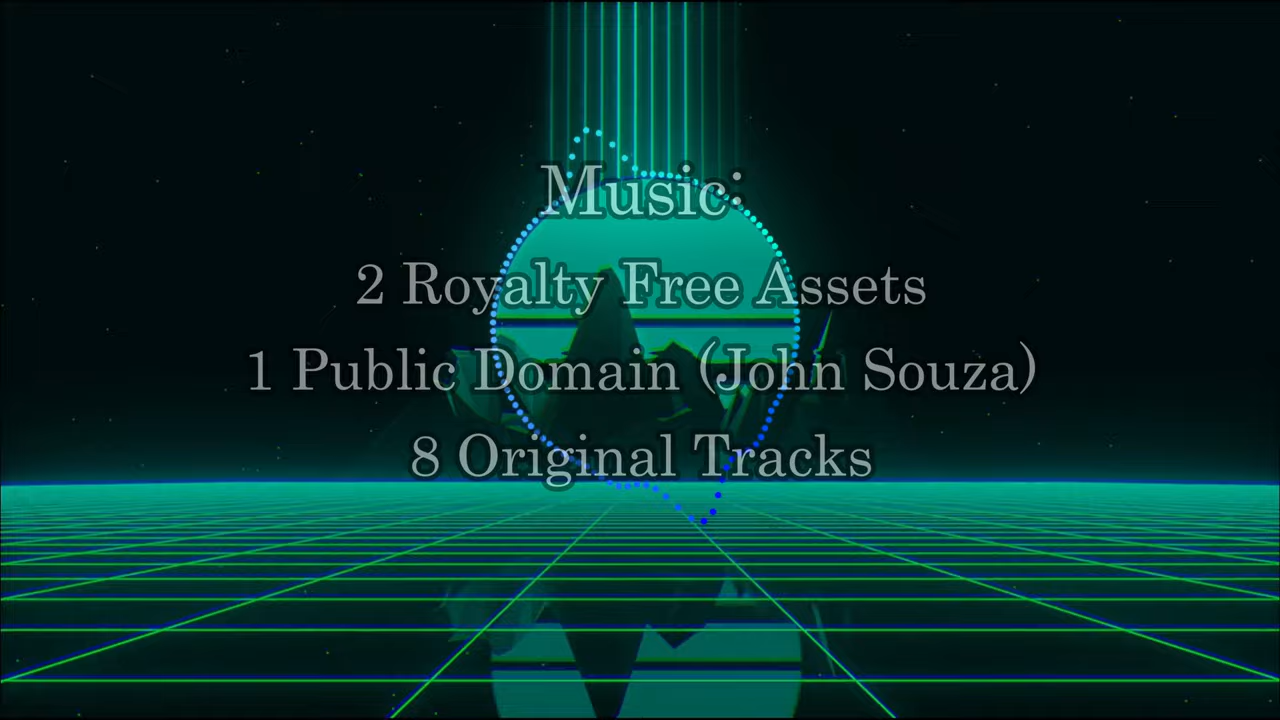 Music:
2 Royalty Free Assets
1 Public Domain (John Souza)
8 Original Tracks